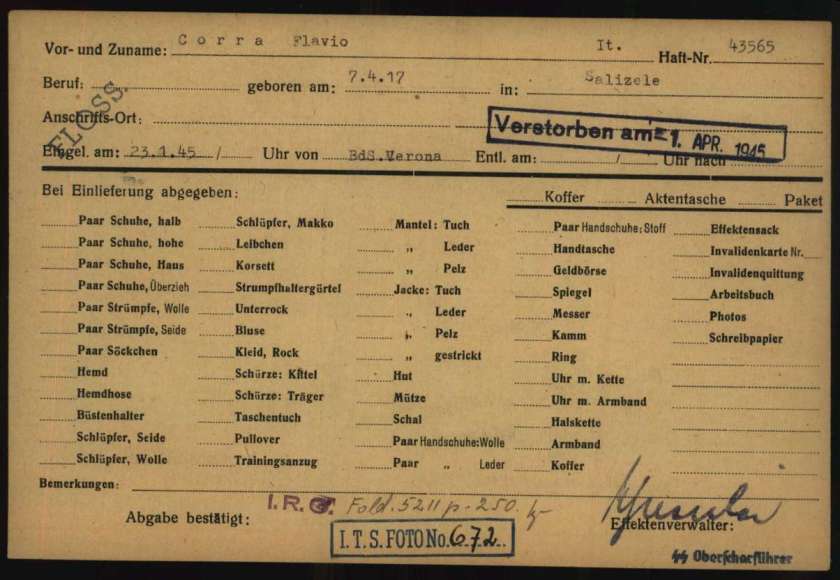 Vor- und Zuname: Corra Flavio It. Haft-Nr. 43565
Beruf: geboren am: 7.4.17 in: Salizele
FLOSS.
Anschrifts-Ort:
Verstorben am: -1. APR. 1945
Eingel. am: 23.1.45 / Uhr von BdS.Verona Entl. am: / Uhr nach
Bei Einlieferung abgegeben: Koffer Aktentasche Paket
Paar Schuhe, halb Schlüpfer, Makko Mantel: Tuch Paar Handschuhe: Stoff Effektensack
Paar Schuhe, hohe Leibchen „ Leder Handtasche Invalidenkarte Nr.
Paar Schuhe, Haus Korsett „ Pelz Geldbörse Invalidenquittung
Paar Schuhe, Überzieh Strumpfhaltergürtel Jacke: Tuch Spiegel Arbeitsbuch
Paar Strümpfe, Wolle Unterrock „ Leder Messer Photos
Paar Strümpfe, Seide Bluse „ Pelz Kamm Schreibpapier
Paar Söckchen Kleid, Rock „ gestrickt Ring
Hemd Schürze: Kittel Hut Uhr m. Kette
Hemdhose Schürze: Träger Mütze Uhr m. Armband
Büstenhalter Taschentuch Schal Halskette
Schlüpfer, Seide Pullover Paar Handschuhe: Wolle Armband
Schlüpfer, Wolle Trainingsanzug Paar „ Leder Koffer
Bemerkungen: I.R.O. Fold. 52 II p-250.
Abgabe bestätigt: Effektenverwalter:
I.T.S. FOTO No. 672
SS Oberscharführer